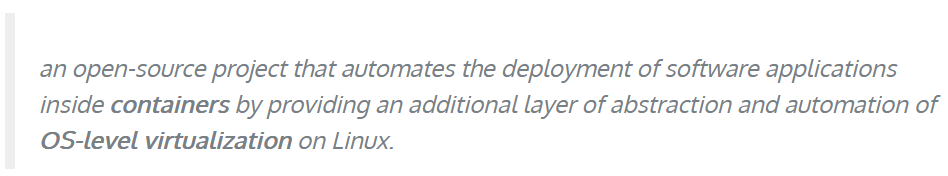 an open-source project that automates the deployment of software applications
inside containers by providing an additional layer of abstraction and automation of
OS-level virtualization on Linux.